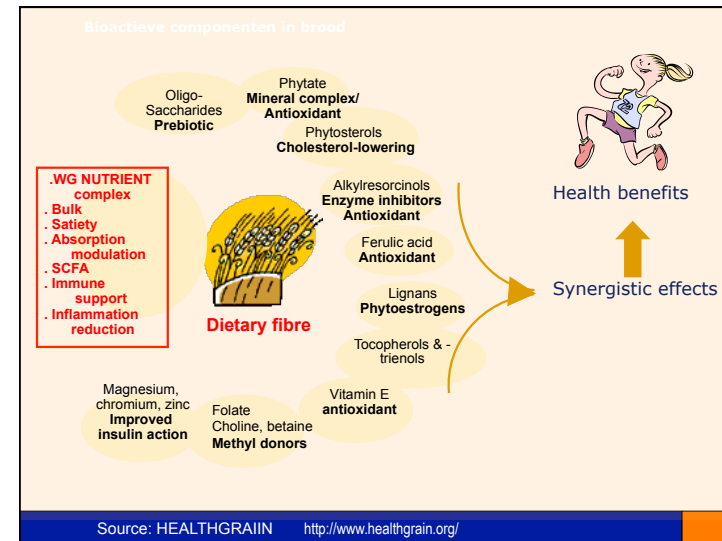 Bioactieve componenten in brood
Oligo-
Saccharides
Prebiotic
Phytate
Mineral complex/
Antioxidant
Phytosterols
Cholesterol-lowering
.WG NUTRIENT
complex
. Bulk
. Satiety
. Absorption
modulation
. SCFA
. Immune
support
. Inflammation
reduction
Dietary fibre
Alkylresorcinols
Enzyme inhibitors
Antioxidant
Ferulic acid
Antioxidant
Lignans
Phytoestrogens
Tocopherols & -
trienols
Vitamin E
antioxidant
Folate
Choline, betaine
Methyl donors
Magnesium,
chromium, zinc
Improved
insulin action
Health benefits
Synergistic effects
Source: HEALTHGRAIIN http://www.healthgrain.org/